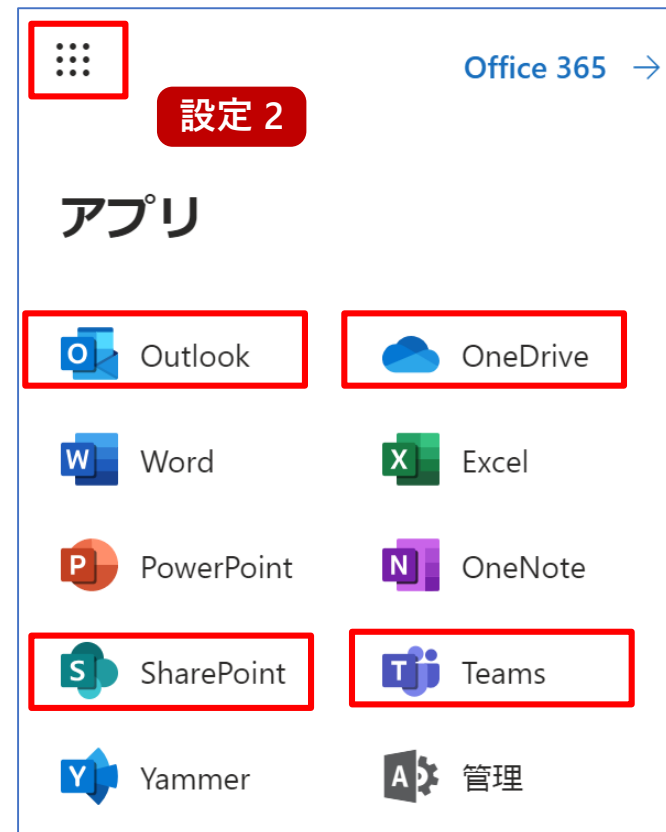 Office 365 →
設定 2
アプリ
Outlook
OneDrive
Word
Excel
PowerPoint
OneNote
SharePoint
Teams
Yammer
管理